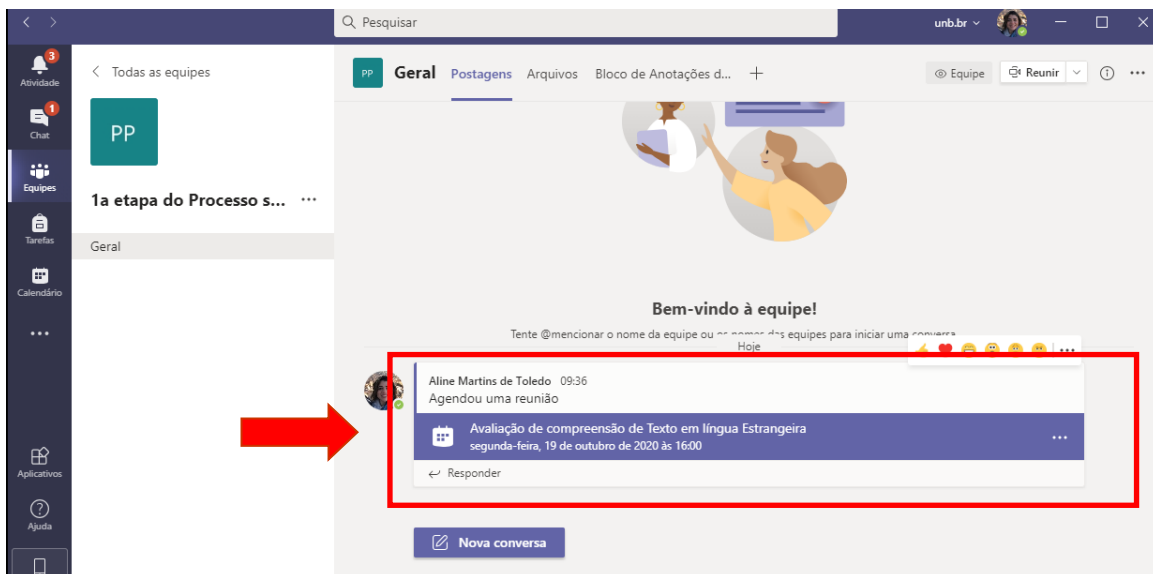 Pesquisar
unb.br
3
Atividade
1
Chat
Equipes
Tarefas
Calendário
Aplicativos
Ajuda
Todas as equipes
PP
1a etapa do Processo s... ...
Geral
PP Geral Postagens Arquivos Bloco de Anotações d... +
Equipe
Reunir
Bem-vindo à equipe!
Tente @mencionar o nome da equipe ou os nomes das equipes para iniciar uma conversa.
Hoje
Aline Martins de Toledo 09:36
Agendou uma reunião
Avaliação de compreensão de Texto em língua Estrangeira
segunda-feira, 19 de outubro de 2020 às 16:00
Responder
Nova conversa